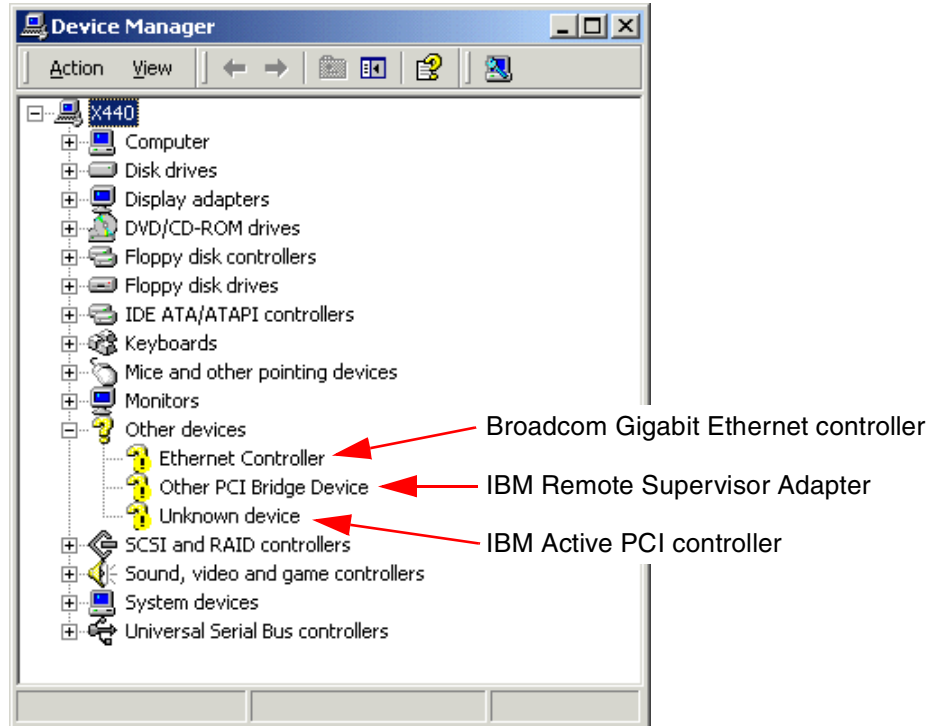 Device Manager
Action View
X440
Computer
Disk drives
Display adapters
DVD/CD-ROM drives
Floppy disk controllers
Floppy disk drives
IDE ATA/ATAPI controllers
Keyboards
Mice and other pointing devices
Monitors
Other devices
Broadcom Gigabit Ethernet controller
Ethernet Controller
Other PCI Bridge Device
IBM Remote Supervisor Adapter
Unknown device
IBM Active PCI controller
SCSI and RAID controllers
Sound, video and game controllers
System devices
Universal Serial Bus controllers